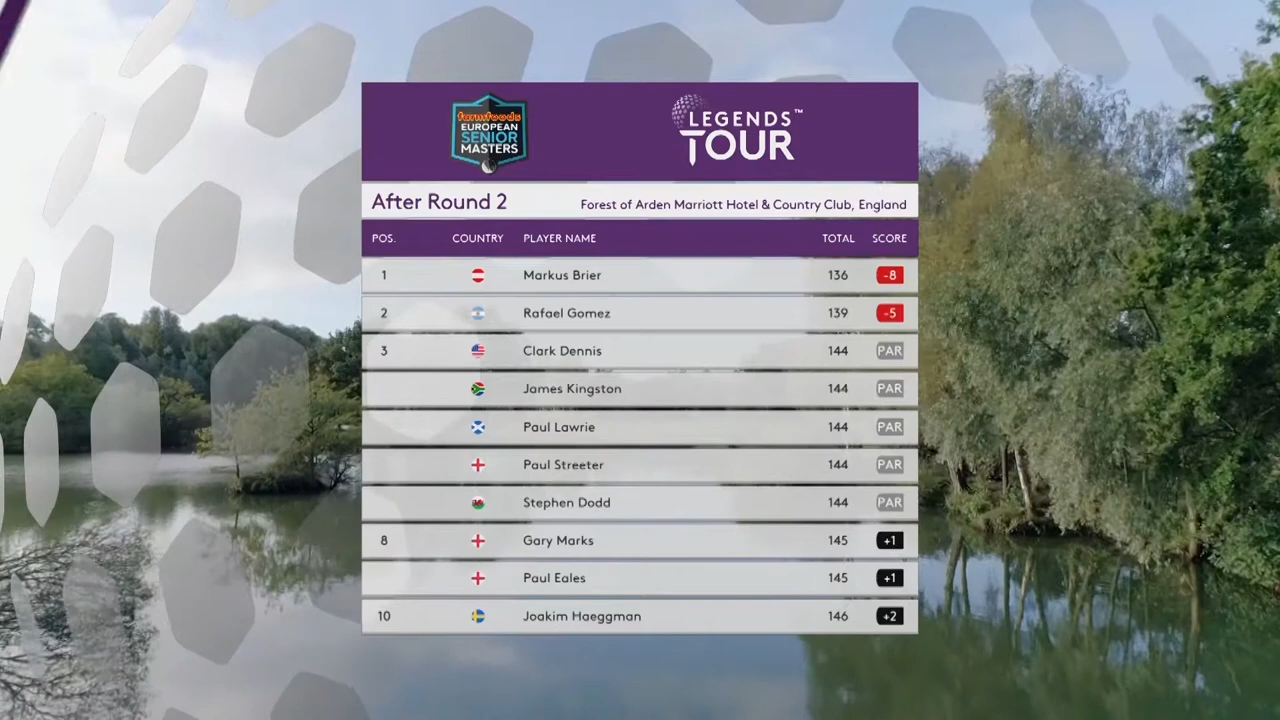 farmfoods
EUROPEAN
SENIOR
MASTERS
LEGENDS™
TOUR
After Round 2 Forest of Arden Marriott Hotel & Country Club, England
POS. COUNTRY PLAYER NAME TOTAL SCORE
1 Markus Brier 136 -8
2 Rafael Gomez 139 -5
3 Clark Dennis 144 PAR
James Kingston 144 PAR
Paul Lawrie 144 PAR
Paul Streeter 144 PAR
Stephen Dodd 144 PAR
8 Gary Marks 145 +1
Paul Eales 145 +1
10 Joakim Haeggman 146 +2